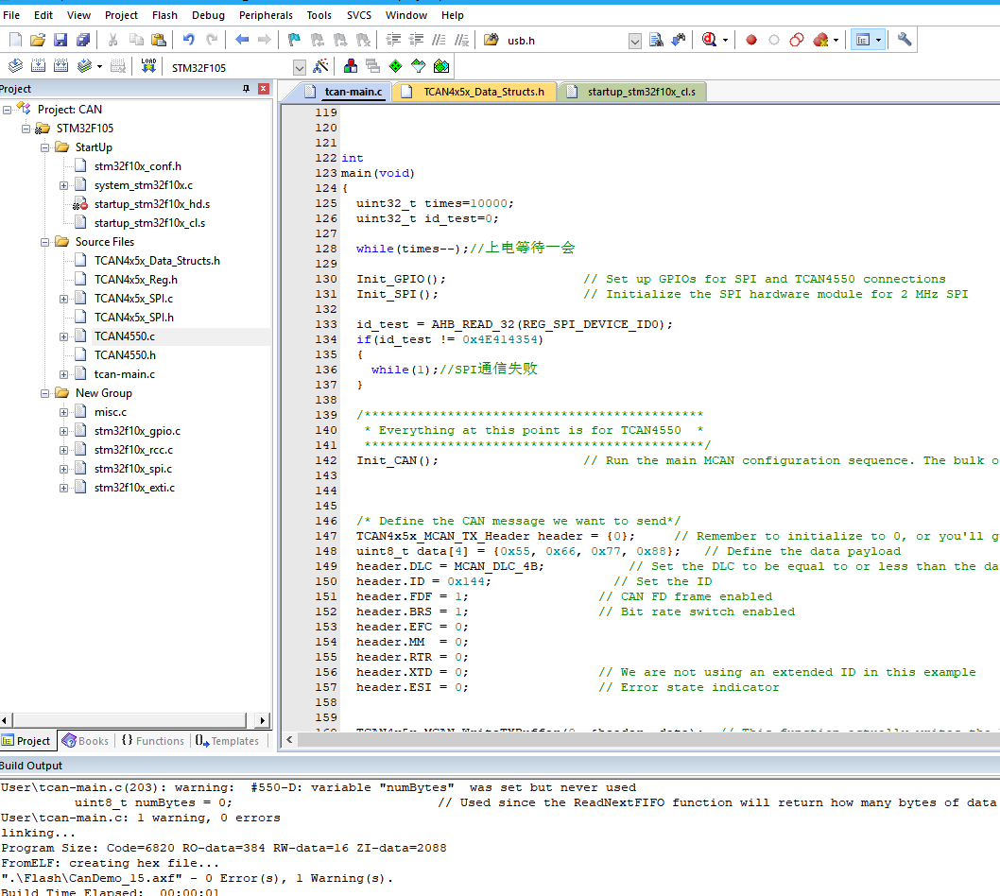 File Edit View Project Flash Debug Peripherals Tools SVCS Window Help
usb.h
LOAD STM32F105
Project
Project: CAN
STM32F105
StartUp
stm32f10x_conf.h
system_stm32f10x.c
startup_stm32f10x_hd.s
startup_stm32f10x_cl.s
Source Files
TCAN4x5x_Data_Structs.h
TCAN4x5x_Reg.h
TCAN4x5x_SPI.c
TCAN4x5x_SPI.h
TCAN4550.c
TCAN4550.h
tcan-main.c
New Group
misc.c
stm32f10x_gpio.c
stm32f10x_rcc.c
stm32f10x_spi.c
stm32f10x_exti.c
Project Books {} Functions Templates
tcan-main.c TCAN4x5x_Data_Structs.h startup_stm32f10x_cl.s
119
120
121
122 int
123 main(void)
124 {
125 uint32_t times=10000;
126 uint32_t id_test=0;
127
128 while(times--);//上电等待一会
129
130 Init_GPIO(); // Set up GPIOs for SPI and TCAN4550 connections
131 Init_SPI(); // Initialize the SPI hardware module for 2 MHz SPI
132
133 id_test = AHB_READ_32(REG_SPI_DEVICE_ID0);
134 if(id_test != 0x4E414354)
135 {
136 while(1);//SPI通信失败
137 }
138
139 /*********************************************
140 * Everything at this point is for TCAN4550 *
141 *********************************************/
142 Init_CAN(); // Run the main MCAN configuration sequence. The bulk o
143
144
145
146 /* Define the CAN message we want to send*/
147 TCAN4x5x_MCAN_TX_Header header = {0}; // Remember to initialize to 0, or you'll g
148 uint8_t data[4] = {0x55, 0x66, 0x77, 0x88}; // Define the data payload
149 header.DLC = MCAN_DLC_4B; // Set the DLC to be equal to or less than the da
150 header.ID = 0x144; // Set the ID
151 header.FDF = 1; // CAN FD frame enabled
152 header.BRS = 1; // Bit rate switch enabled
153 header.EFC = 0;
154 header.MM = 0;
155 header.RTR = 0;
156 header.XTD = 0; // We are not using an extended ID in this example
157 header.ESI = 0; // Error state indicator
158
159
Build Output
User\tcan-main.c(203): warning: #550-D: variable "numBytes" was set but never used
uint8_t numBytes = 0; // Used since the ReadNextFIFO function will return how many bytes of data
User\tcan-main.c: 1 warning, 0 errors
linking...
Program Size: Code=6820 RO-data=384 RW-data=16 ZI-data=2088
FromELF: creating hex file...
".\Flash\CanDemo_15.axf" - 0 Error(s), 1 Warning(s).
Build Time Elapsed: 00:00:01